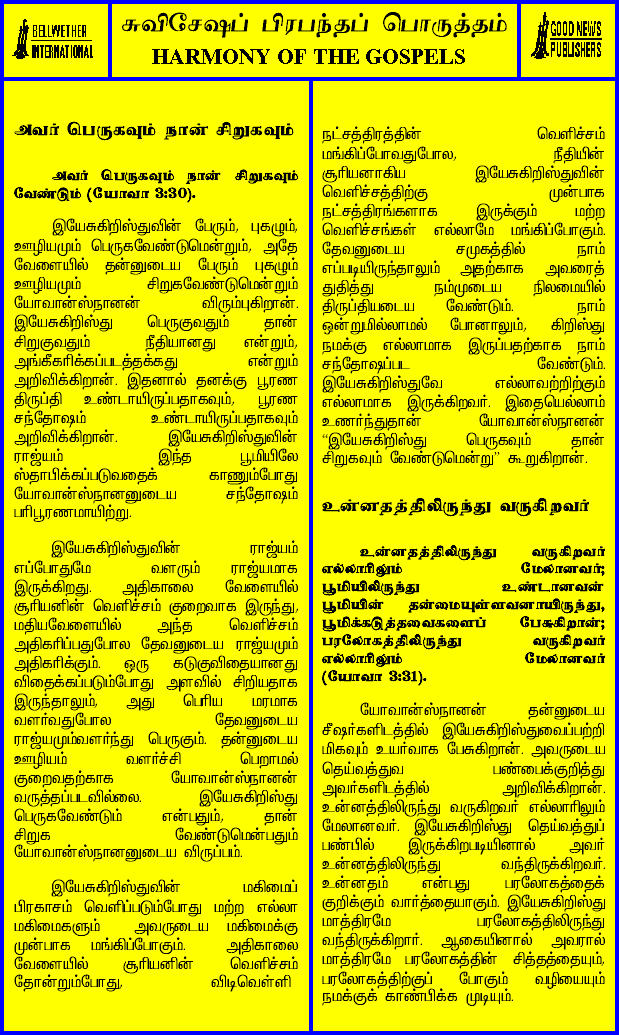 BELLWETHER
INTERNATIONAL
சுவிசேஷப் பிரபந்தப் பொருத்தம்
HARMONY OF THE GOSPELS
GOOD NEWS
PUBLISHERS
அவர் பெருகவும் நான் சிறுகவும்
அவர் பெருகவும் நான் சிறுகவும்
வேண்டும் (யோவா 3:30).
இயேசுகிறிஸ்துவின் பேரும், புகழும்,
ஊழியமும் பெருகவேண்டுமென்றும், அதே
வேளையில் தன்னுடைய பேரும் புகழும்
ஊழியமும் சிறுகவேண்டுமென்றும்
யோவான்ஸ்நானன் விரும்புகிறான்.
இயேசுகிறிஸ்து பெருகுவதும் தான்
சிறுகுவதும் நீதியானது என்றும்,
அங்கீகரிக்கப்படத்தக்கது என்றும்
அறிவிக்கிறான். இதனால் தனக்கு பூரண
திருப்தி உண்டாயிருப்பதாகவும், பூரண
சந்தோஷம் உண்டாயிருப்பதாகவும்
அறிவிக்கிறான். இயேசுகிறிஸ்துவின்
ராஜ்யம் இந்த பூமியிலே
ஸ்தாபிக்கப்படுவதைக் காணும்போது
யோவான்ஸ்நானனுடைய சந்தோஷம்
பரிபூரணமாயிற்று.
இயேசுகிறிஸ்துவின் ராஜ்யம்
எப்போதுமே வளரும் ராஜ்யமாக
இருக்கிறது. அதிகாலை வேளையில்
சூரியனின் வெளிச்சம் குறைவாக இருந்து,
மதியவேளையில் அந்த வெளிச்சம்
அதிகரிப்பதுபோல தேவனுடைய ராஜ்யமும்
அதிகரிக்கும். ஒரு கடுகுவிதையானது
விதைக்கப்படும்போது அளவில் சிறியதாக
இருந்தாலும், அது பெரிய மரமாக
வளர்வதுபோல தேவனுடைய
ராஜ்யமும்வளர்ந்து பெருகும். தன்னுடைய
ஊழியம் வளர்ச்சி பெறாமல்
குறைவதற்காக யோவான்ஸ்நானன்
வருத்தப்படவில்லை. இயேசுகிறிஸ்து
பெருகவேண்டும் என்பதும், தான்
சிறுக வேண்டுமென்பதும்
யோவான்ஸ்நானனுடைய விருப்பம்.
இயேசுகிறிஸ்துவின் மகிமைப்
பிரகாசம் வெளிப்படும்போது மற்ற எல்லா
மகிமைகளும் அவருடைய மகிமைக்கு
முன்பாக மங்கிப்போகும். அதிகாலை
வேளையில் சூரியனின் வெளிச்சம்
தோன்றும்போது, விடிவெள்ளி
நட்சத்திரத்தின் வெளிச்சம்
மங்கிப்போவதுபோல, நீதியின்
சூரியனாகிய இயேசுகிறிஸ்துவின்
வெளிச்சத்திற்கு முன்பாக
நட்சத்திரங்களாக இருக்கும் மற்ற
வெளிச்சங்கள் எல்லாமே மங்கிப்போகும்.
தேவனுடைய சமுகத்தில் நாம்
எப்படியிருந்தாலும் அதற்காக அவரைத்
துதித்து நம்முடைய நிலமையில்
திருப்தியடைய வேண்டும். நாம்
ஒன்றுமில்லாமல் போனாலும், கிறிஸ்து
நமக்கு எல்லாமாக இருப்பதற்காக நாம்
சந்தோஷப்பட வேண்டும்.
இயேசுகிறிஸ்துவே எல்லாவற்றிற்கும்
எல்லாமாக இருக்கிறவர். இதையெல்லாம்
உணர்ந்துதான் யோவான்ஸ்நானன்
“இயேசுகிறிஸ்து பெருகவும் தான்
சிறுகவும் வேண்டுமென்று” கூறுகிறான்.
உன்னதத்திலிருந்து வருகிறவர்
உன்னதத்திலிருந்து வருகிறவர்
எல்லாரிலும் மேலானவர்;
பூமியிலிருந்து உண்டானவன்
பூமியின் தன்மையுள்ளவனாயிருந்து,
பூமிக்கடுத்தவைகளைப் பேசுகிறான்;
பரலோகத்திலிருந்து வருகிறவர்
எல்லாரிலும் மேலானவர்
(யோவா 3:31).
யோவான்ஸ்நானன் தன்னுடைய
சீஷர்களிடத்தில் இயேசுகிறிஸ்துவைப்பற்றி
மிகவும் உயர்வாக பேசுகிறான். அவருடைய
தெய்வத்துவ பண்பைக்குறித்து
அவர்களிடத்தில் அறிவிக்கிறான்.
உன்னத்திலிருந்து வருகிறவர் எல்லாரிலும்
மேலானவர். இயேசுகிறிஸ்து தெய்வத்துப்
பண்பில் இருக்கிறபடியினால் அவர்
உன்னத்திலிருந்து வந்திருக்கிறவர்.
உன்னதம் என்பது பரலோகத்தைக்
குறிக்கும் வார்த்தையாகும். இயேசுகிறிஸ்து
மாத்திரமே பரலோகத்திலிருந்து
வந்திருக்கிறார். ஆகையினால் அவரால்
மாத்திரமே பரலோகத்தின் சித்தத்தையும்,
பரலோகத்திற்குப் போகும் வழியையும்
நமக்குக் காண்பிக்க முடியும்.